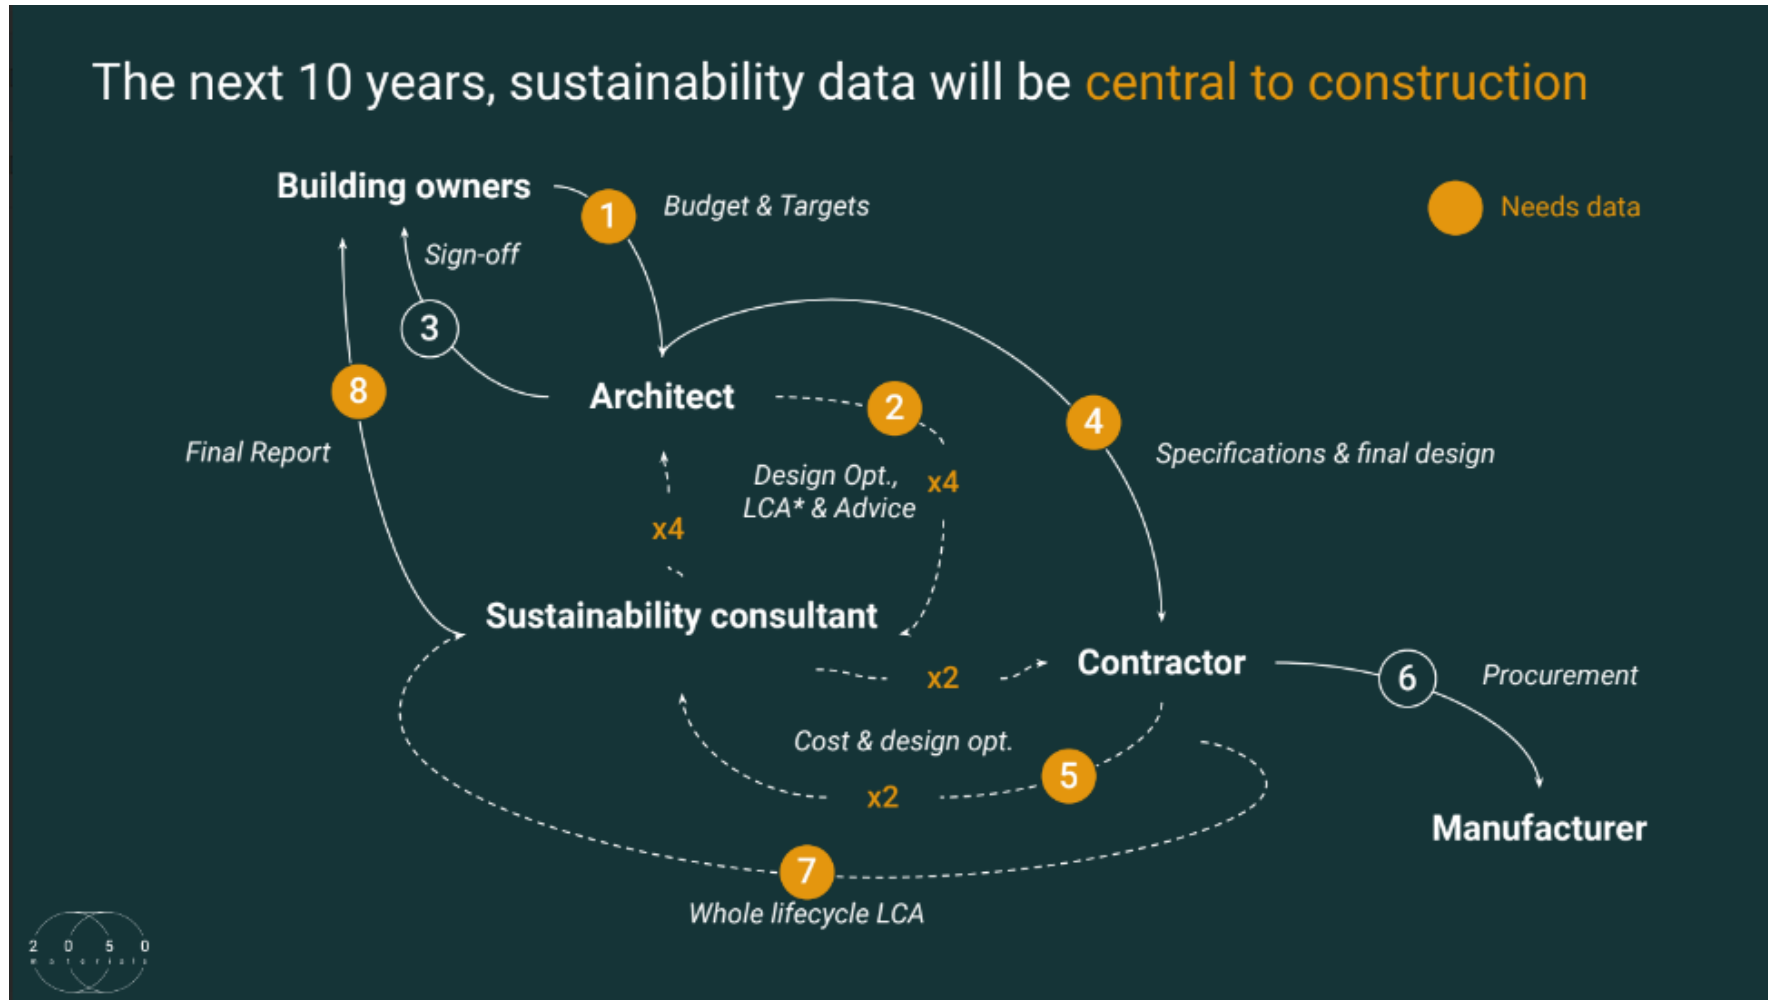 The next 10 years, sustainability data will be central to construction
Building owners
1
Budget & Targets
Needs data
Sign-off
3
8
Architect
2
4
Final Report
Design Opt.,
LCA* & Advice
x4
Specifications & final design
x4
Sustainability consultant
x2
Contractor
6
Procurement
Cost & design opt.
5
x2
Manufacturer
7
Whole lifecycle LCA
2 0 5 0
materials